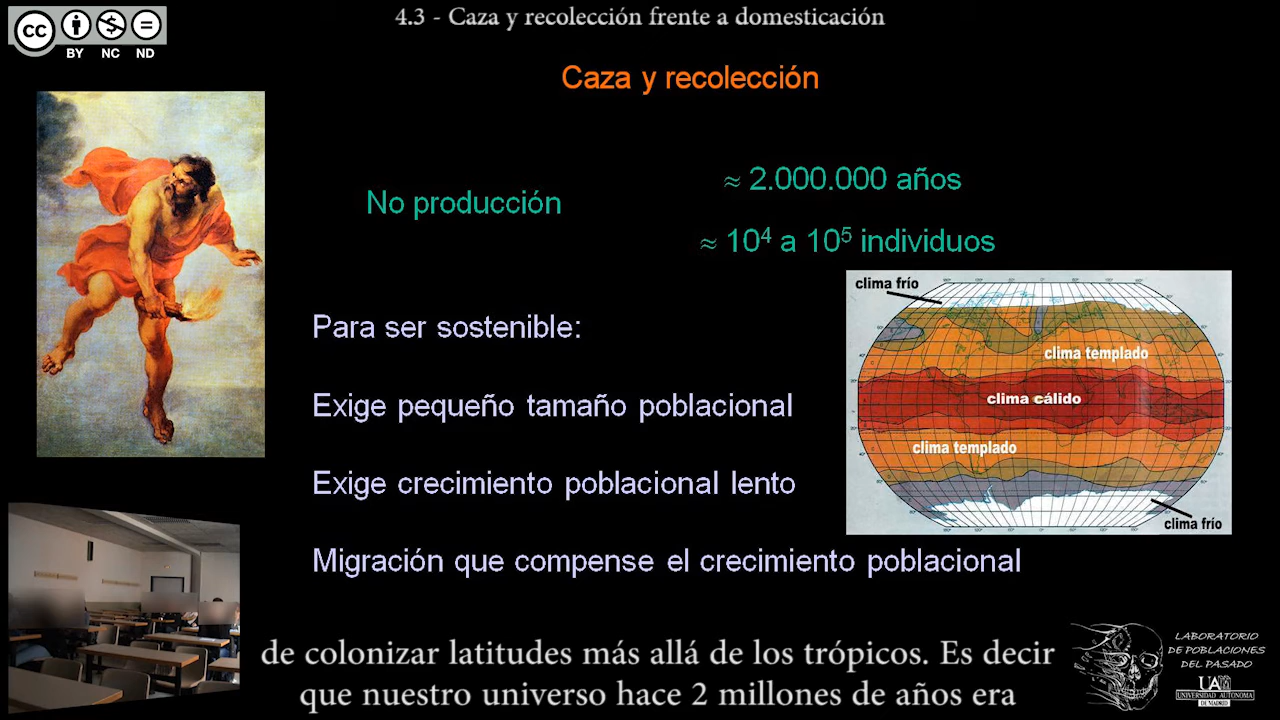 4.3 - Caza y recolección frente a domesticación
cc
BY NC ND
Caza y recolección
No producción
≈ 2.000.000 años
≈ 10⁴ a 10⁵ individuos
Para ser sostenible:
Exige pequeño tamaño poblacional
Exige crecimiento poblacional lento
Migración que compense el crecimiento poblacional
clima frío
clima templado
clima cálido
clima templado
clima frío
de colonizar latitudes más allá de los trópicos. Es decir
que nuestro universo hace 2 millones de años era
LABORATORIO
DE POBLACIONES
DEL PASADO
UAM
UNIVERSIDAD AUTONOMA
DE MADRID